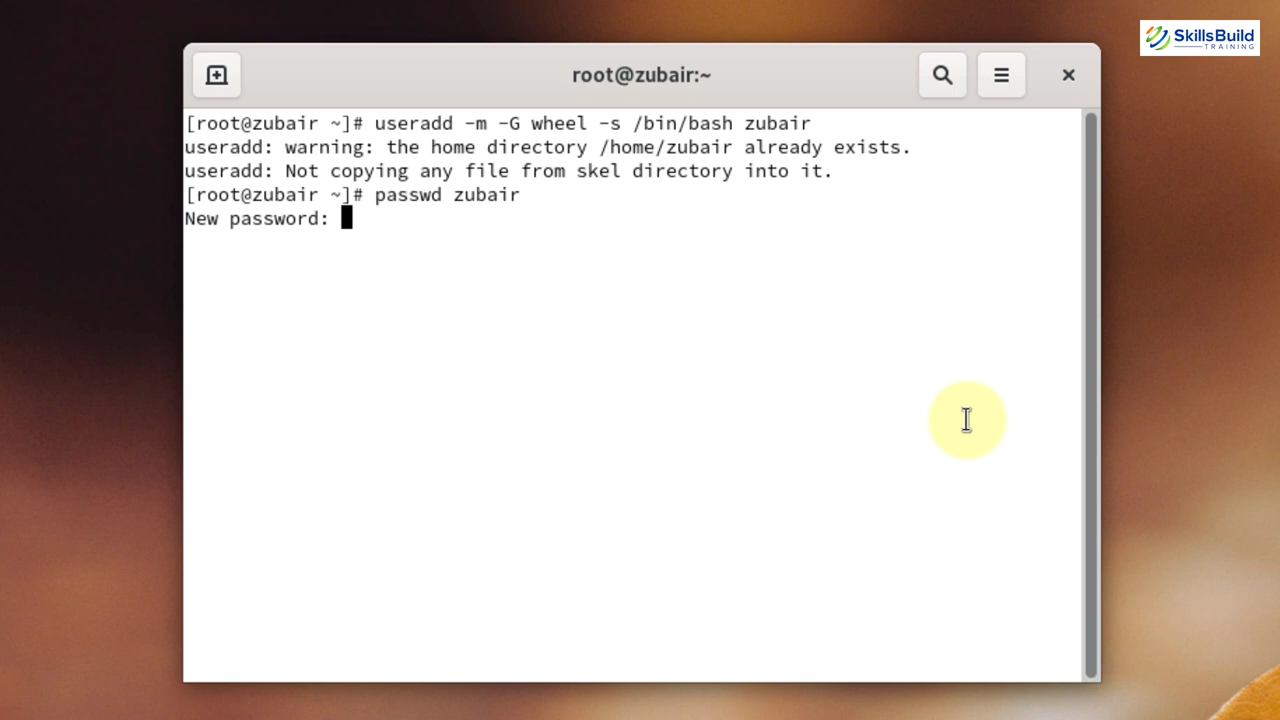 SkillsBuild
TRAINING
root@zubair:~
[root@zubair ~]# useradd -m -G wheel -s /bin/bash zubair
useradd: warning: the home directory /home/zubair already exists.
useradd: Not copying any file from skel directory into it.
[root@zubair ~]# passwd zubair
New password: